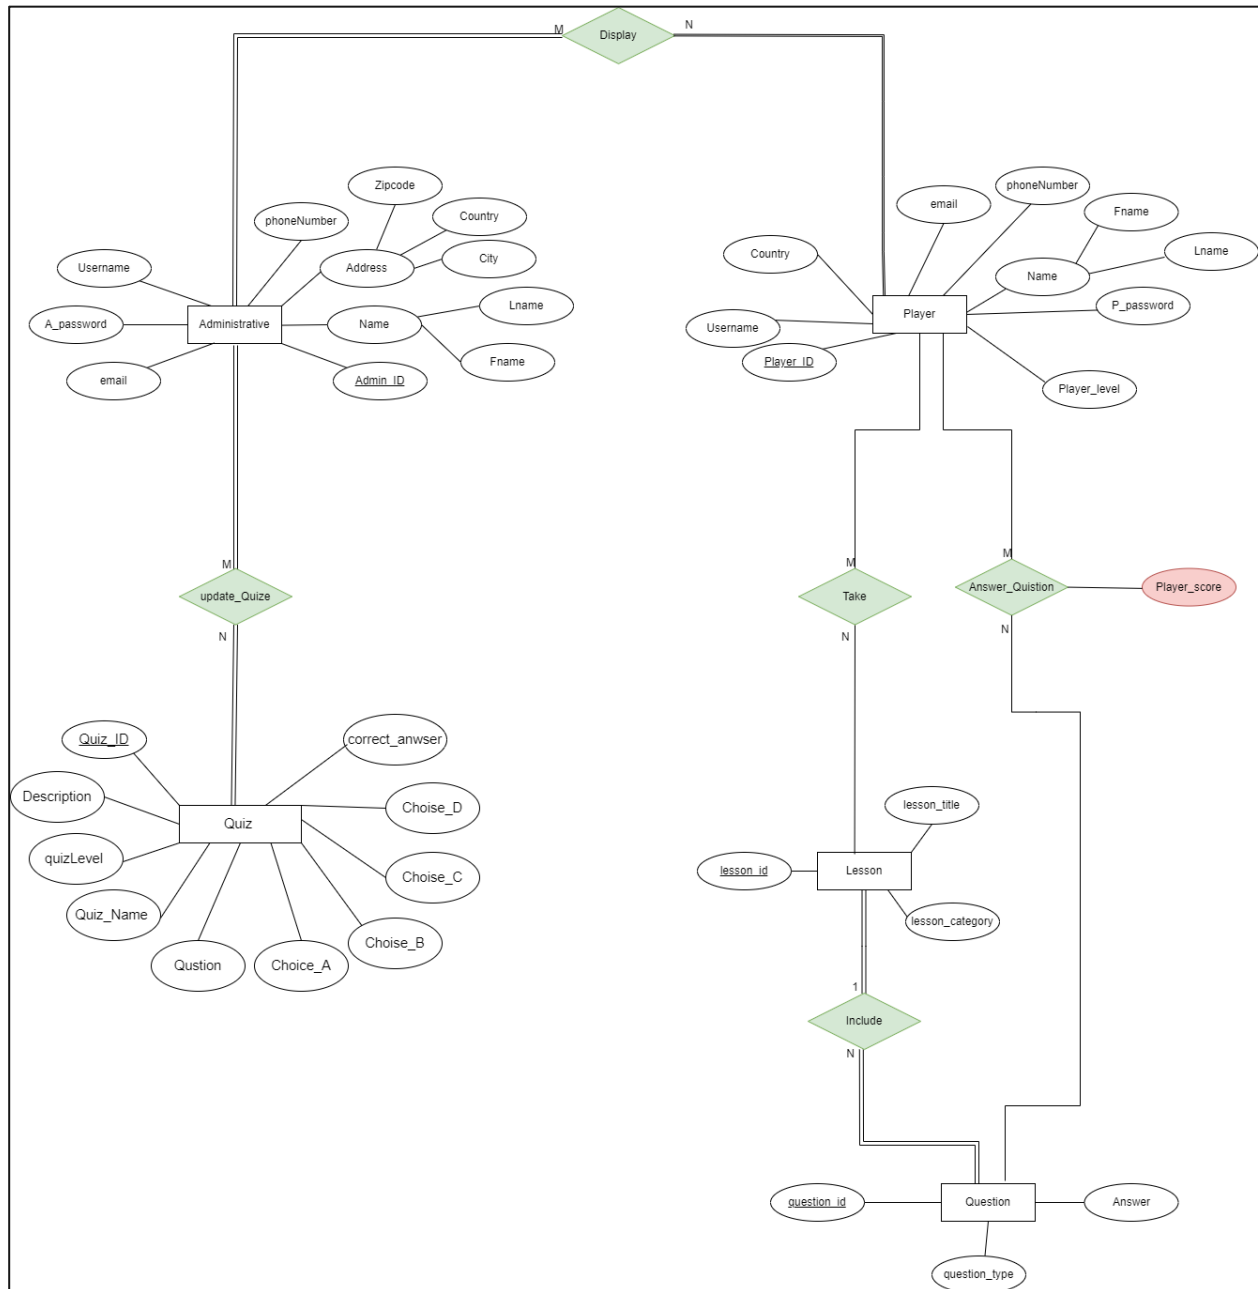 M
Display
N
Zipcode
phoneNumber
Country
Username
Address
City
Lname
A_password
Administrative
Name
Fname
email
Admin_ID
email
phoneNumber
Fname
Country
Name
Lname
P_password
Username
Player
Player_ID
Player_level
M
update_Quize
N
M
Take
N
M
Answer_Quistion
N
Player_score
Quiz_ID
correct_anwser
Description
Choise_D
Quiz
quizLevel
Choise_C
Quiz_Name
Choise_B
Qustion
Choice_A
lesson_title
lesson_id
Lesson
lesson_category
1
Include
N
question_id
Question
Answer
question_type